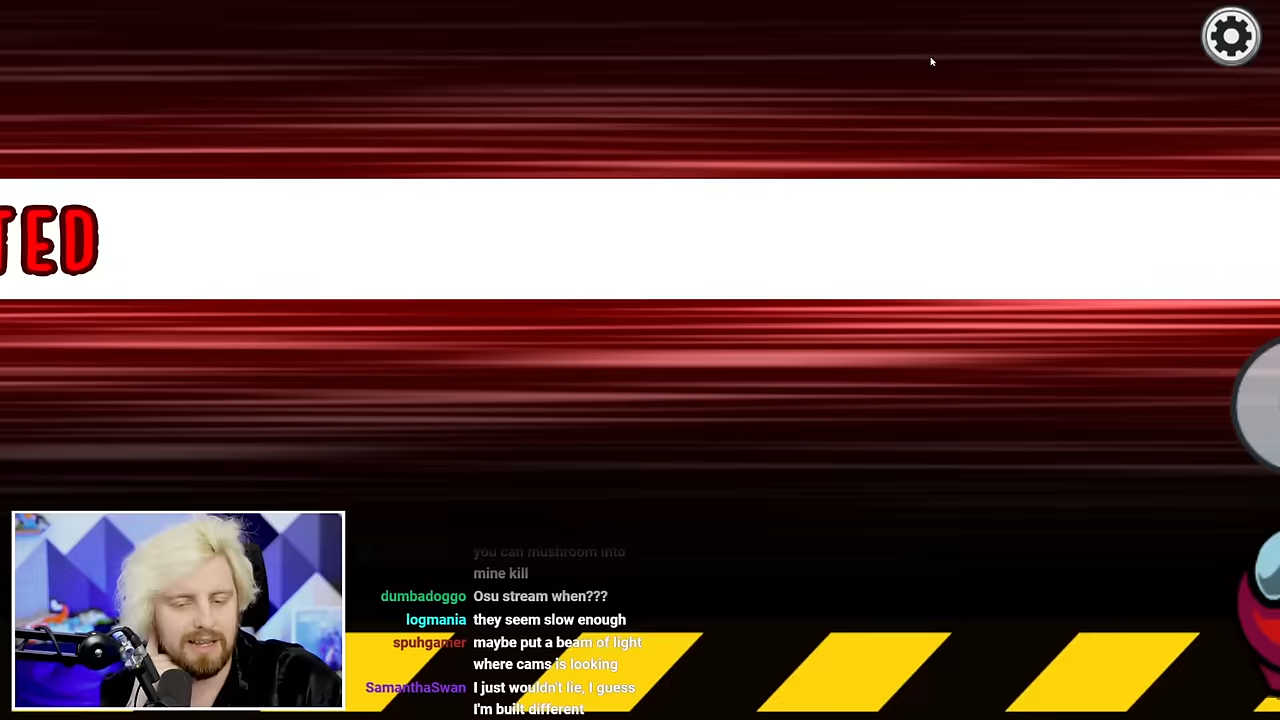 TED
you can mushroom into
mine kill
dumbadoggo Osu stream when???
logmania they seem slow enough
spuhgamer maybe put a beam of light
where cams is looking
SamanthaSwan I just wouldn't lie, I guess
I'm built different